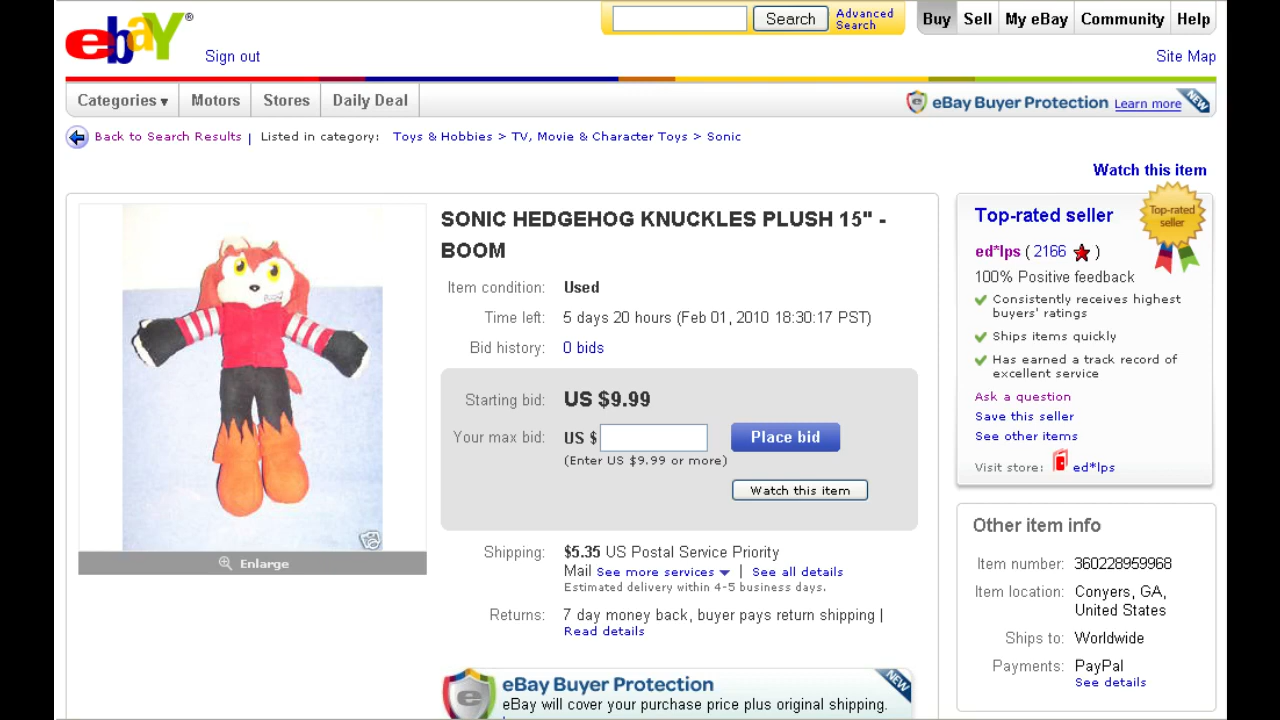 ebaY®
Sign out
Search
Advanced Search
Buy
Sell
My eBay
Community
Help
Site Map
Categories ▾
Motors
Stores
Daily Deal
eBay Buyer Protection Learn more
NEW
Back to Search Results | Listed in category: Toys & Hobbies > TV, Movie & Character Toys > Sonic
Watch this item
SONIC HEDGEHOG KNUCKLES PLUSH 15" -
BOOM
Item condition: Used
Time left: 5 days 20 hours (Feb 01, 2010 18:30:17 PST)
Bid history: 0 bids
Starting bid: US $9.99
Your max bid: US $
Place bid
(Enter US $9.99 or more)
Watch this item
Enlarge
Shipping: $5.35 US Postal Service Priority
Mail See more services | See all details
Estimated delivery within 4-5 business days.
Returns: 7 day money back, buyer pays return shipping |
Read details
eBay Buyer Protection
NEW
eBay will cover your purchase price plus original shipping.
Top-rated seller
Top-rated
seller
ed*lps ( 2166 )
100% Positive feedback
Consistently receives highest
buyers' ratings
Ships items quickly
Has earned a track record of
excellent service
Ask a question
Save this seller
See other items
Visit store: ed*lps
Other item info
Item number: 360228959968
Item location: Conyers, GA,
United States
Ships to: Worldwide
Payments: PayPal
See details